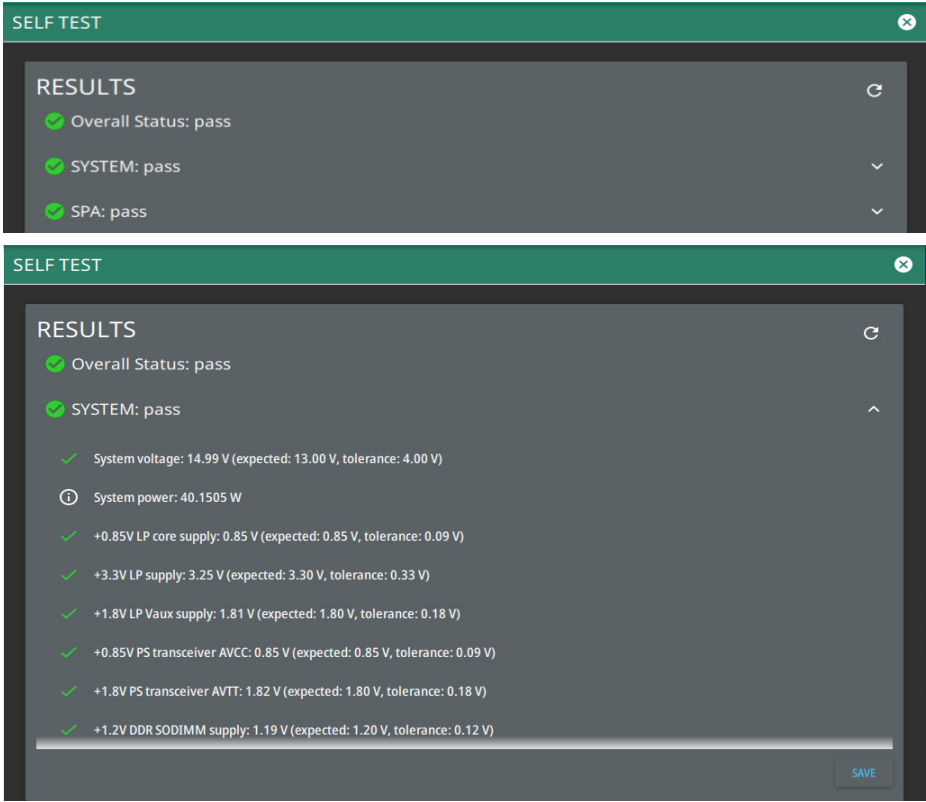 SELF TEST
RESULTS
Overall Status: pass
SYSTEM: pass
SPA: pass
SELF TEST
RESULTS
Overall Status: pass
SYSTEM: pass
System voltage: 14.99 V (expected: 13.00 V, tolerance: 4.00 V)
System power: 40.1505 W
+0.85V LP core supply: 0.85 V (expected: 0.85 V, tolerance: 0.09 V)
+3.3V LP supply: 3.25 V (expected: 3.30 V, tolerance: 0.33 V)
+1.8V LP Vaux supply: 1.81 V (expected: 1.80 V, tolerance: 0.18 V)
+0.85V PS transceiver AVCC: 0.85 V (expected: 0.85 V, tolerance: 0.09 V)
+1.8V PS transceiver AVTT: 1.82 V (expected: 1.80 V, tolerance: 0.18 V)
+1.2V DDR SODIMM supply: 1.19 V (expected: 1.20 V, tolerance: 0.12 V)
SAVE